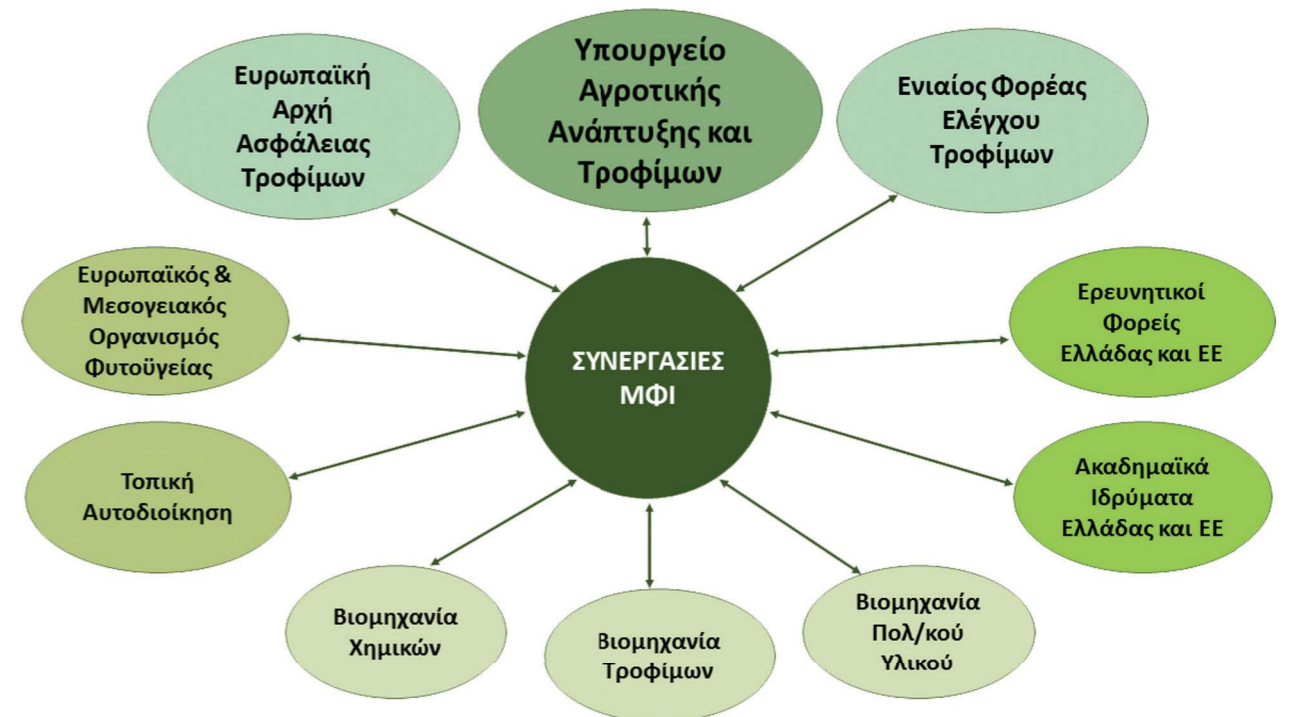 Ευρωπαϊκή
Αρχή
Ασφάλειας
Τροφίμων
Υπουργείο
Αγροτικής
Ανάπτυξης και
Τροφίμων
Ενιαίος Φορέας
Ελέγχου
Τροφίμων
Ευρωπαϊκός &
Μεσογειακός
Οργανισμός
Φυτοϋγείας
ΣΥΝΕΡΓΑΣΙΕΣ
ΜΦΙ
Ερευνητικοί
Φορείς
Ελλάδας και ΕΕ
Τοπική
Αυτοδιοίκηση
Ακαδημαϊκά
Ιδρύματα
Ελλάδας και ΕΕ
Βιομηχανία
Χημικών
Βιομηχανία
Τροφίμων
Βιομηχανία
Πολ/κού
Υλικού